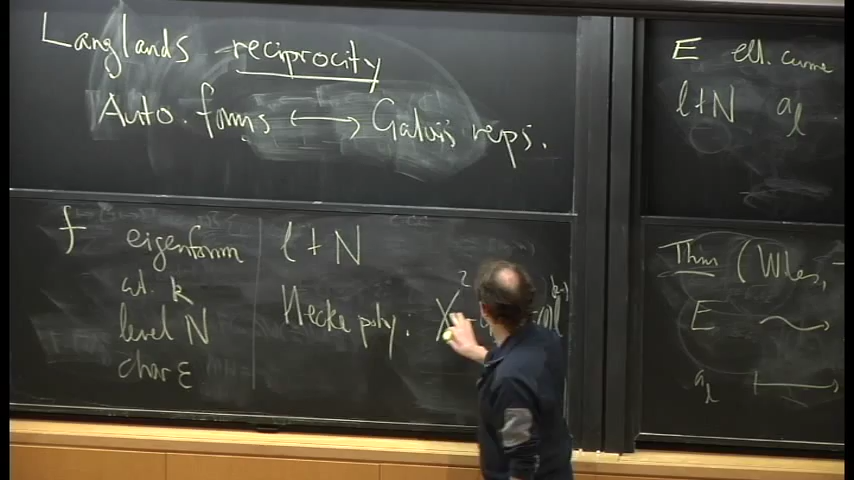 Langlands reciprocity
Auto. forms ⟷ Galois reps.
f eigenform
wt. k
level N
char ε
l ∤ N
Hecke poly: X²
E ell. curve
l ∤ N a_l
Thm (Wiles,
E ⇝
a_l ⟼